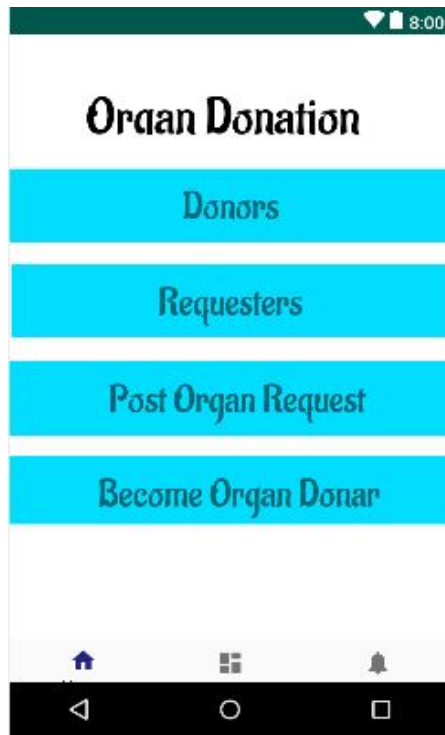 8:00
Organ Donation
Donors
Requesters
Post Organ Request
Become Organ Donar